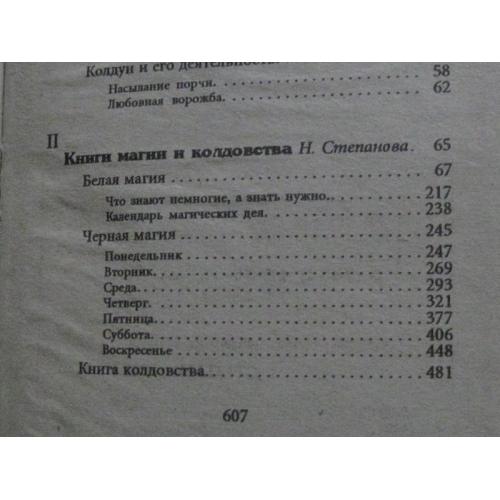 Колдун и его деятельность.
Насылание порчи. 58
Любовная ворожба. 62
II
Книги магии и колдовства Н. Степанова. 65
Белая магия 67
Что знают немногие, а знать нужно.. 217
Календарь магических дел. 238
Черная магия 245
Понедельник 247
Вторник. 269
Среда. 293
Четверг. 321
Пятница. 377
Суббота. 406
Воскресенье 448
Книга колдовства. 481
607